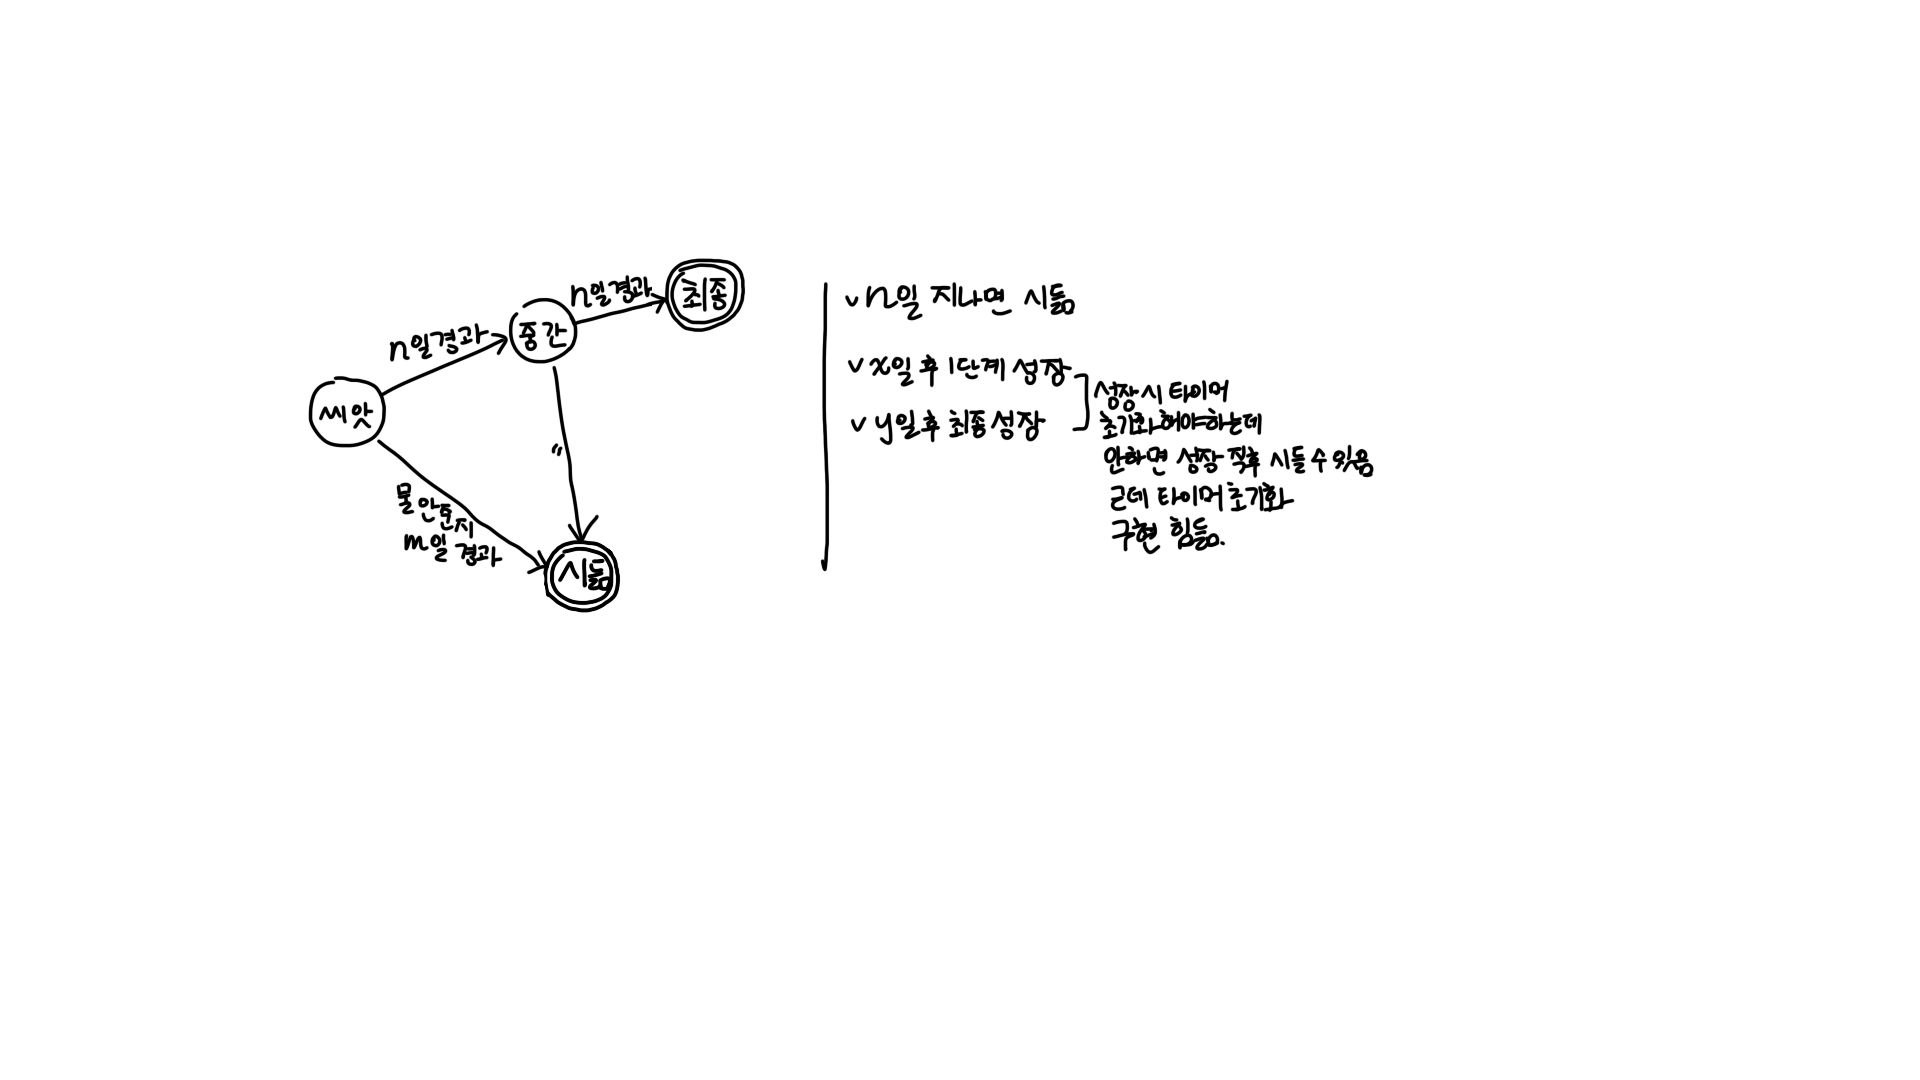 n일경과
최종
n일경과
중간
씨앗
〃
물 안준지
m일 경과
시듦
v n일 지나면 시듦
v x일 후 1단계 성장
v y일후 최종성장
성장시 타이머
초기화해야하는데
안하면 성장 직후 시들 수 있음
근데 타이머 초기화
구현 힘듦.